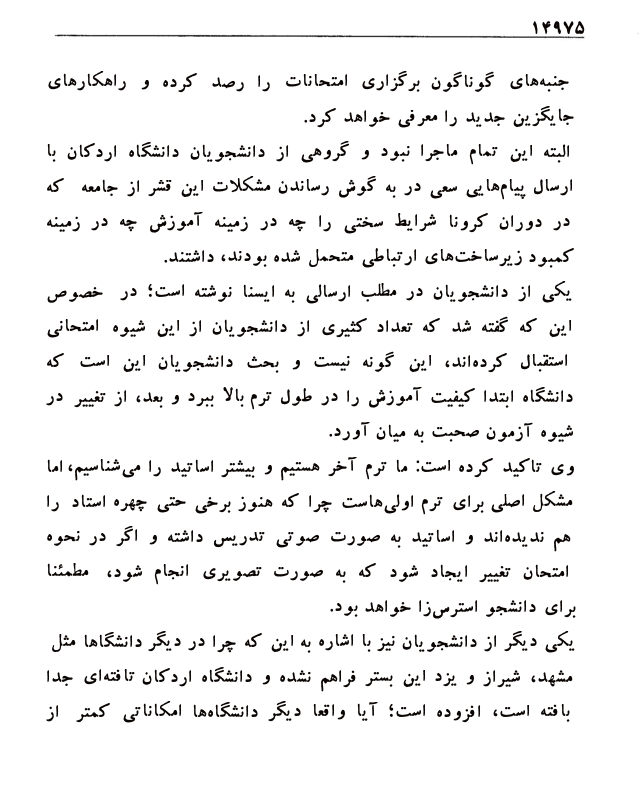 ۱۴۹۷۵
جنبه‌های گوناگون برگزاری امتحانات را رصد کرده و راهکارهای
جایگزین جدید را معرفی خواهد کرد.
البته این تمام ماجرا نبود و گروهی از دانشجویان دانشگاه اردکان با
ارسال پیام‌هایی سعی در به گوش رساندن مشکلات این قشر از جامعه که
در دوران کرونا شرایط سختی را چه در زمینه آموزش چه در زمینه
کمبود زیرساخت‌های ارتباطی متحمل شده بودند، داشتند.
یکی از دانشجویان در مطلب ارسالی به ایسنا نوشته است؛ در خصوص
این که گفته شد که تعداد کثیری از دانشجویان از این شیوه امتحانی
استقبال کرده‌اند، این گونه نیست و بحث دانشجویان این است که
دانشگاه ابتدا کیفیت آموزش را در طول ترم بالا ببرد و بعد، از تغییر در
شیوه آزمون صحبت به میان آورد.
وی تاکید کرده است: ما ترم آخر هستیم و بیشتر اساتید را می‌شناسیم، اما
مشکل اصلی برای ترم اولی‌هاست چرا که هنوز برخی حتی چهره استاد را
هم ندیده‌اند و اساتید به صورت صوتی تدریس داشته و اگر در نحوه
امتحان تغییر ایجاد شود که به صورت تصویری انجام شود، مطمئنا
برای دانشجو استرس‌زا خواهد بود.
یکی دیگر از دانشجویان نیز با اشاره به این که چرا در دیگر دانشگاها مثل
مشهد، شیراز و یزد این بستر فراهم نشده و دانشگاه اردکان تافته‌ای جدا
بافته است، افزوده است؛ آیا واقعا دیگر دانشگاه‌ها امکاناتی کمتر از